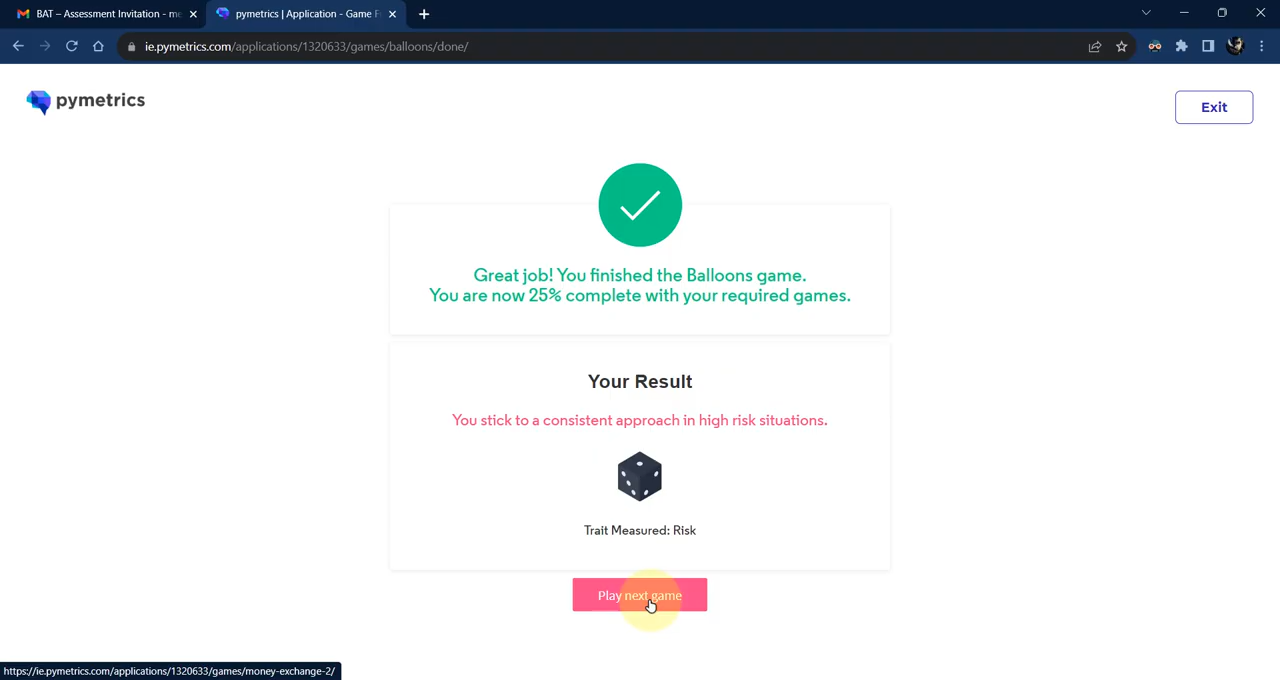 BAT – Assessment Invitation - me
pymetrics | Application - Game F
ie.pymetrics.com/applications/1320633/games/balloons/done/
pymetrics
Exit
Great job! You finished the Balloons game.
You are now 25% complete with your required games.
Your Result
You stick to a consistent approach in high risk situations.
Trait Measured: Risk
Play next game
https://ie.pymetrics.com/applications/1320633/games/money-exchange-2/